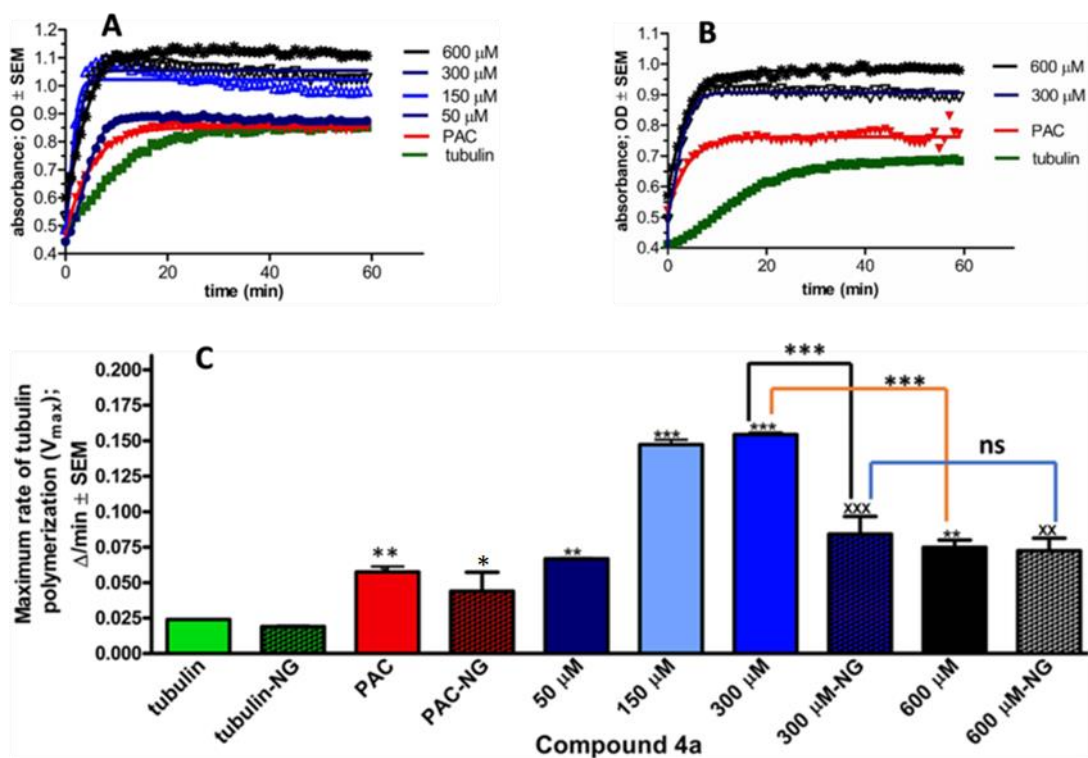 A
absorbance; OD ± SEM
1.2
1.1
1.0
0.9
0.8
0.7
0.6
0.5
0.4
0
20
40
60
time (min)
600 µM
300 µM
150 µM
50 µM
PAC
tubulin
B
absorbance; OD ± SEM
1.1
1.0
0.9
0.8
0.7
0.6
0.5
0.4
0
20
40
60
time (min)
600 µM
300 µM
PAC
tubulin
C
Maximum rate of tubulin
polymerization (Vmax);
Δ/min ± SEM
0.200
0.175
0.150
0.125
0.100
0.075
0.050
0.025
0.000
**
*
**
***
***
xxx
**
xx
***
***
ns
tubulin
tubulin-NG
PAC
PAC-NG
50 µM
150 µM
300 µM
300 µM-NG
600 µM
600 µM-NG
Compound 4a